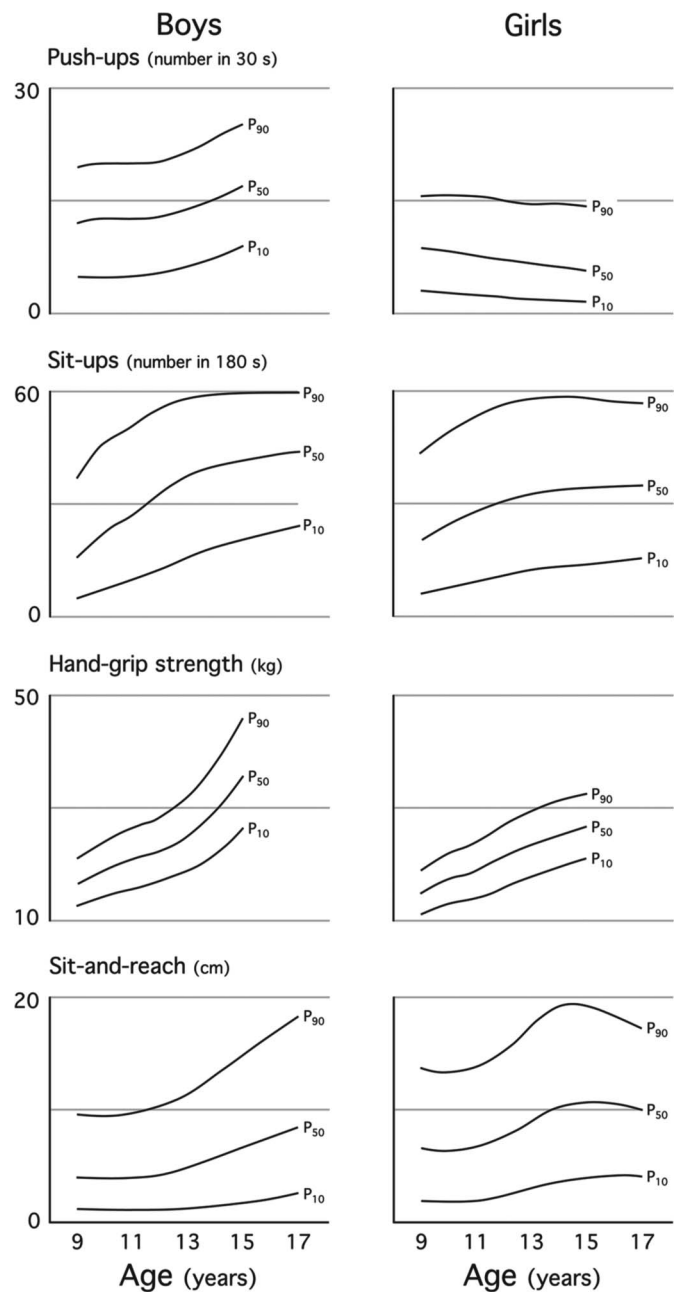 Boys Girls
Push-ups (number in 30 s)
30
P90
P50
P10
0
P90
P50
P10
Sit-ups (number in 180 s)
60
P90
P50
P10
0
P90
P50
P10
Hand-grip strength (kg)
50
P90
P50
P10
10
P90
P50
P10
Sit-and-reach (cm)
20
P90
P50
P10
0
P90
P50
P10
9 11 13 15 17 9 11 13 15 17
Age (years) Age (years)